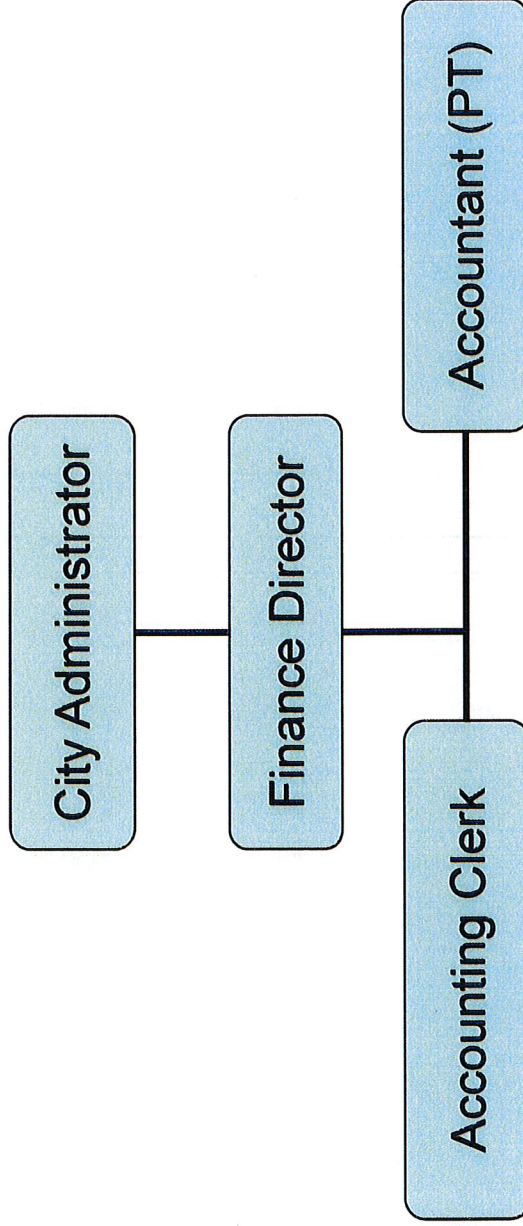 City Administrator
Finance Director
Accounting Clerk
Accountant (PT)